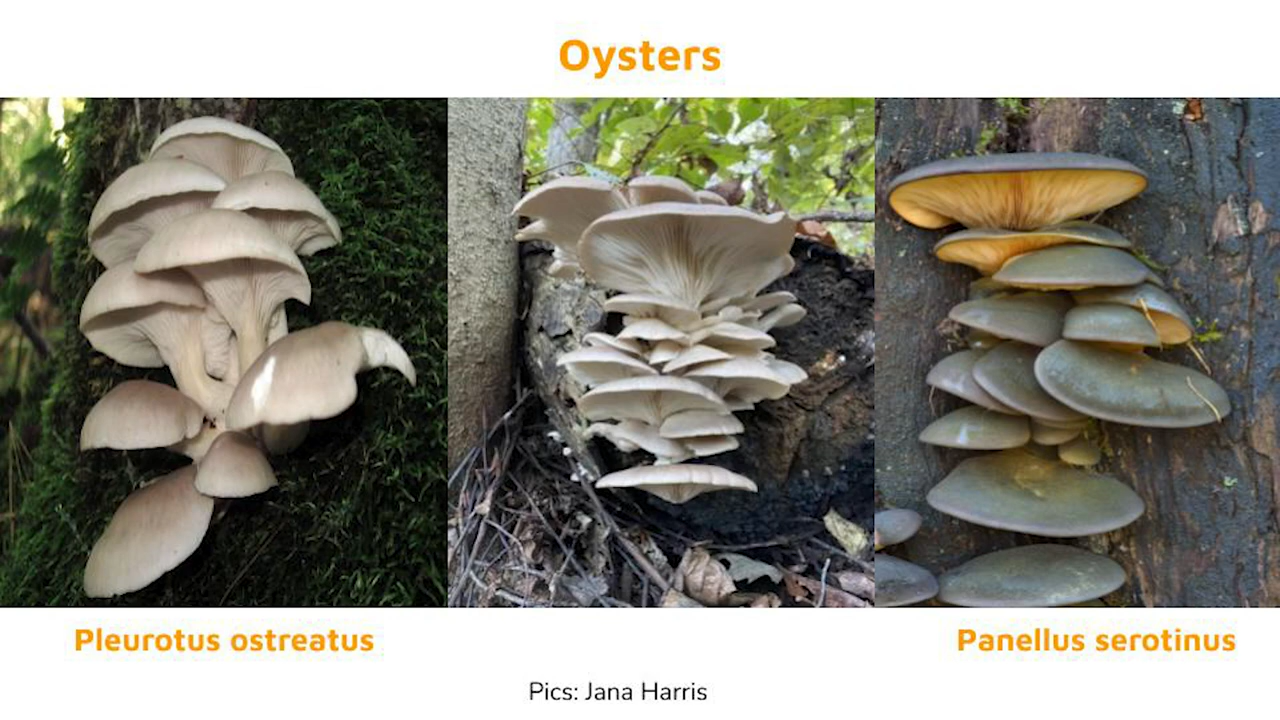 Oysters
Pleurotus ostreatus
Panellus serotinus
Pics: Jana Harris